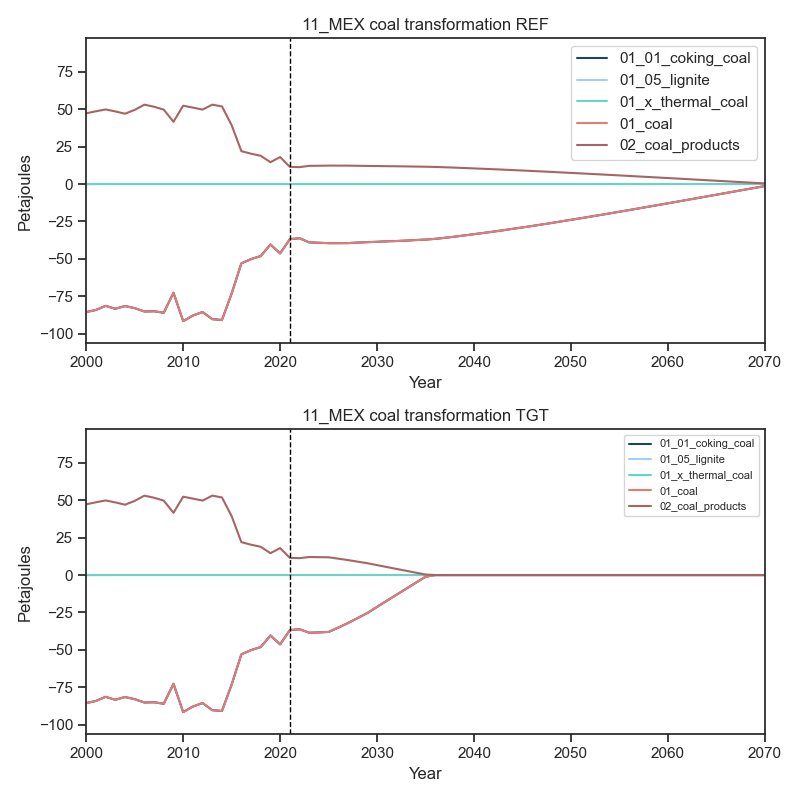 11_MEX coal transformation REF
Petajoules
75
50
25
0
−25
−50
−75
−100
01_01_coking_coal
01_05_lignite
01_x_thermal_coal
01_coal
02_coal_products
2000 2010 2020 2030 2040 2050 2060 2070
Year
11_MEX coal transformation TGT
Petajoules
75
50
25
0
−25
−50
−75
−100
01_01_coking_coal
01_05_lignite
01_x_thermal_coal
01_coal
02_coal_products
2000 2010 2020 2030 2040 2050 2060 2070
Year